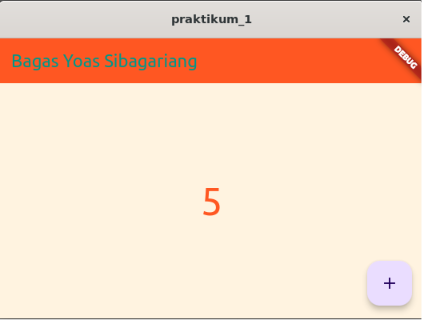 praktikum_1
Bagas Yoas Sibagariang
DEBUG
5
+